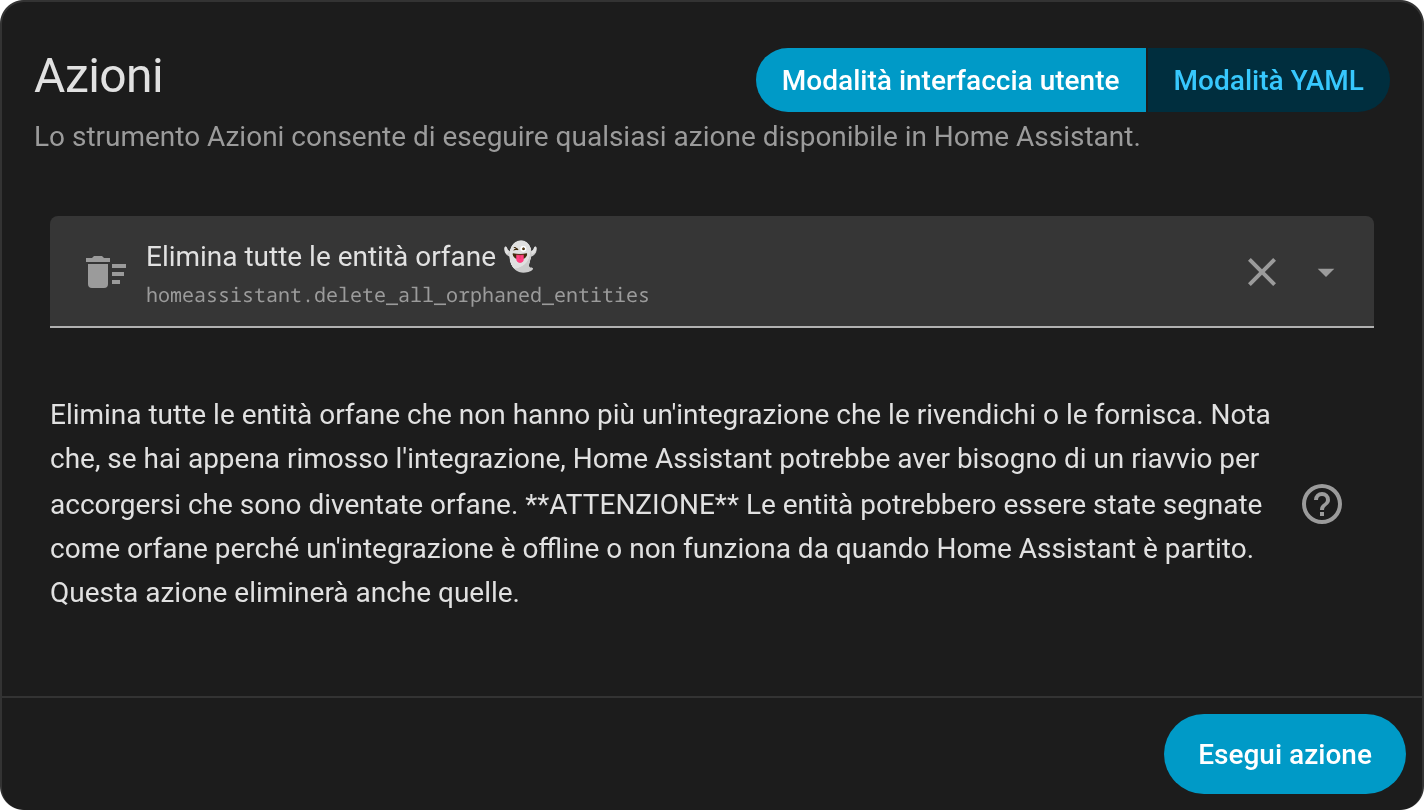 Azioni
Modalità interfaccia utente
Modalità YAML
Lo strumento Azioni consente di eseguire qualsiasi azione disponibile in Home Assistant.
Elimina tutte le entità orfane 👻
homeassistant.delete_all_orphaned_entities
Elimina tutte le entità orfane che non hanno più un'integrazione che le rivendichi o le fornisca. Nota
che, se hai appena rimosso l'integrazione, Home Assistant potrebbe aver bisogno di un riavvio per
accorgersi che sono diventate orfane. **ATTENZIONE** Le entità potrebbero essere state segnate
come orfane perché un'integrazione è offline o non funziona da quando Home Assistant è partito.
Questa azione eliminerà anche quelle.
Esegui azione